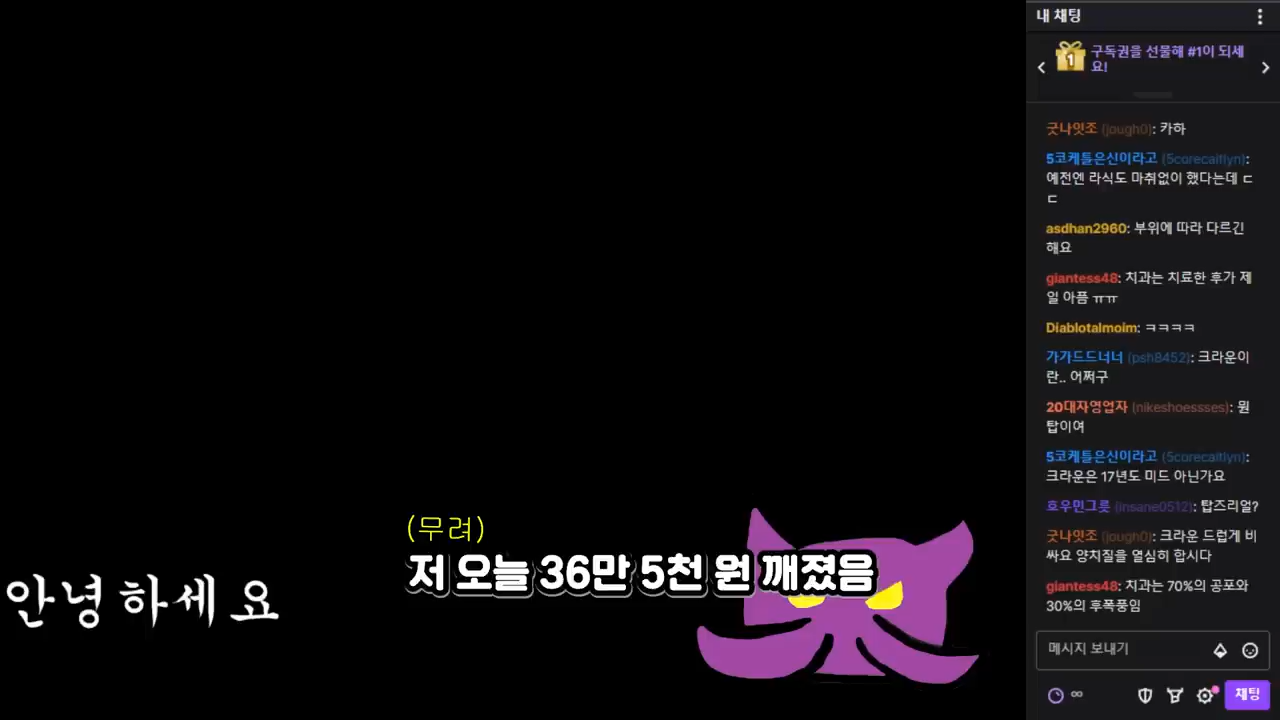 안녕하세요
(무려)
저 오늘 36만 5천 원 깨졌음
내 채팅
1
구독권을 선물해 #1이 되세
요!
굿나잇조 (jough0): 카하
5코케틀은신이라고 (5corecaitlyn):
예전엔 라식도 마취없이 했다는데 ㄷ
ㄷ
asdhan2960: 부위에 따라 다르긴
해요
giantess48: 치과는 치료한 후가 제
일 아픔 ㅠㅠ
Diablotalmoim: ㅋㅋㅋㅋ
가가드드너너 (psh8452): 크라운이
란.. 어쩌구
20대자영업자 (nikeshoessses): 뭔
탑이여
5코케틀은신이라고 (5corecaitlyn):
크라운은 17년도 미드 아닌가요
호우민그릇 (insane0512): 탑즈리얼?
굿나잇조 (jough0): 크라운 드럽게 비
싸요 양치질을 열심히 합시다
giantess48: 치과는 70%의 공포와
30%의 후폭풍임
메시지 보내기
채팅